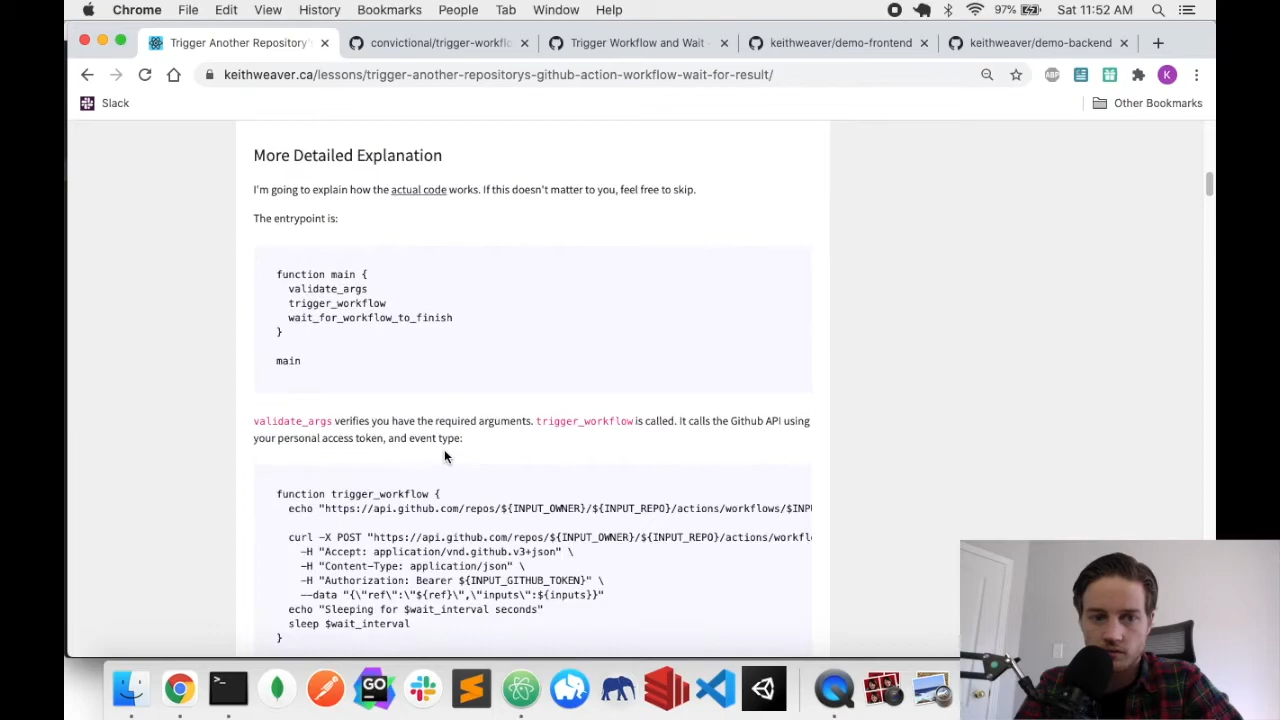 Chrome File Edit View History Bookmarks People Tab Window Help 97% Sat 11:52 AM
Trigger Another Repository's convictional/trigger-workfl Trigger Workflow and Wait keithweaver/demo-frontend keithweaver/demo-backend
keithweaver.ca/lessons/trigger-another-repositorys-github-action-workflow-wait-for-result/ ABP K
Slack Other Bookmarks
More Detailed Explanation
I'm going to explain how the actual code works. If this doesn't matter to you, feel free to skip.
The entrypoint is:
function main {
validate_args
trigger_workflow
wait_for_workflow_to_finish
}
main
validate_args verifies you have the required arguments. trigger_workflow is called. It calls the Github API using
your personal access token, and event type:
function trigger_workflow {
echo "https://api.github.com/repos/${INPUT_OWNER}/${INPUT_REPO}/actions/workflows/$INPU
curl -X POST "https://api.github.com/repos/${INPUT_OWNER}/${INPUT_REPO}/actions/workfl
-H "Accept: application/vnd.github.v3+json" \
-H "Content-Type: application/json" \
-H "Authorization: Bearer ${INPUT_GITHUB_TOKEN}" \
--data "{\"ref\":\"${ref}\",\"inputs\":${inputs}}"
echo "Sleeping for $wait_interval seconds"
sleep $wait_interval
}
>_ GO